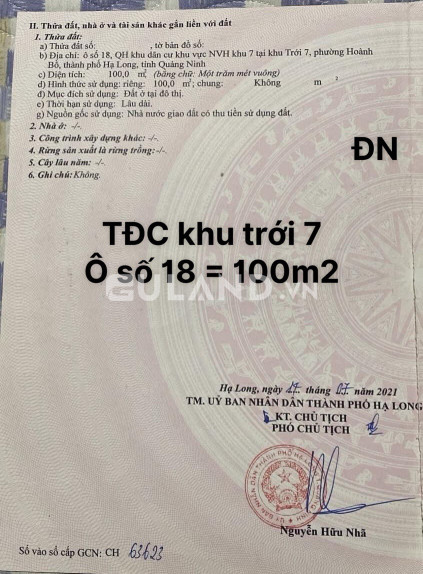 II. Thửa đất, nhà ở và tài sản khác gắn liền với đất
1. Thửa đất:
a) Thửa đất số: , tờ bản đồ số:
b) Địa chỉ: ô số 18, QH khu dân cư khu vực NVH khu 7 tại khu Trới 7, phường Hoành
Bồ, thành phố Hạ Long, tỉnh Quảng Ninh
c) Diện tích: 100,0 m² (bằng chữ: Một trăm mét vuông)
d) Hình thức sử dụng: riêng: 100,0 m²; chung: Không m²
đ) Mục đích sử dụng: Đất ở tại đô thị.
e) Thời hạn sử dụng: Lâu dài.
g) Nguồn gốc sử dụng: Nhà nước giao đất có thu tiền sử dụng đất.
2. Nhà ở: -/-.
3. Công trình xây dựng khác: -/-.
4. Rừng sản xuất là rừng trồng: -/-.
5. Cây lâu năm: -/-.
6. Ghi chú: Không.
ĐN
TĐC khu trới 7
Ô số 18 = 100m2
GULAND.VN
Hạ Long, ngày 27 tháng 07 năm 2021
TM. UỶ BAN NHÂN DÂN THÀNH PHỐ HẠ LONG
KT. CHỦ TỊCH
PHÓ CHỦ TỊCH
Nguyễn Hữu Nhã
Số vào sổ cấp GCN: CH 63623